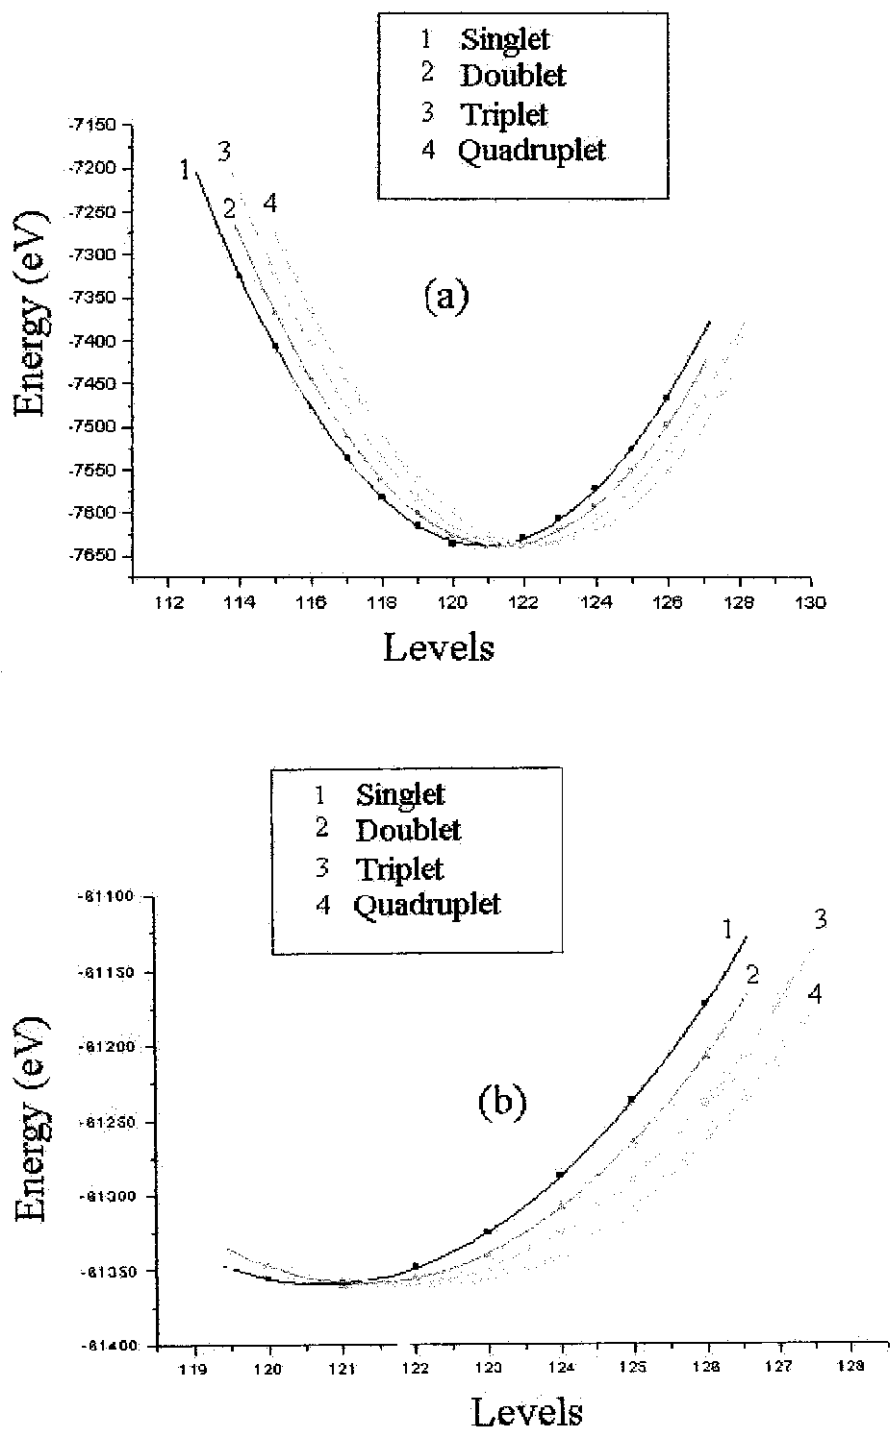 1 Singlet
2 Doublet
3 Triplet
4 Quadruplet
-7150
-7200
-7250
-7300
-7350
-7400
-7450
-7500
-7550
-7600
-7650
Energy (eV)
1
2
3
4
(a)
112 114 116 118 120 122 124 126 128 130
Levels
1 Singlet
2 Doublet
3 Triplet
4 Quadruplet
-61100
-61150
-61200
-61250
-61300
-61350
-61400
Energy (eV)
1
2
3
4
(b)
119 120 121 122 123 124 125 126 127 128
Levels